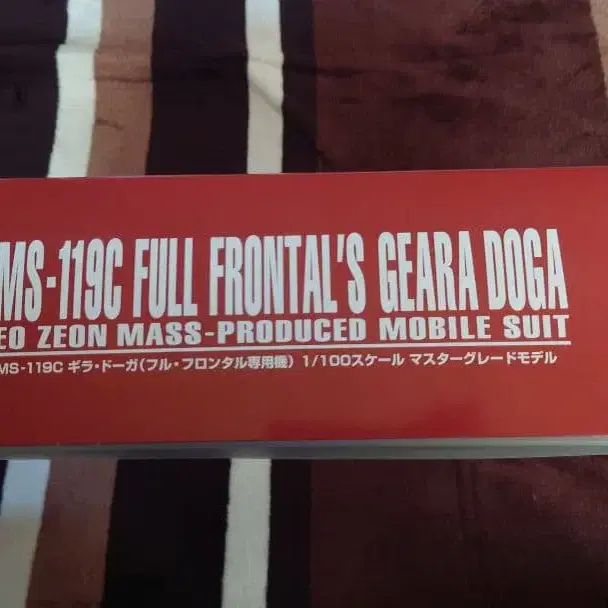 MS-119C FULL FRONTAL'S GEARA DOGA
EO ZEON MASS-PRODUCED MOBILE SUIT
MS-119C ギラ・ドーガ(フル・フロンタル専用機) 1/100スケール マスターグレードモデル